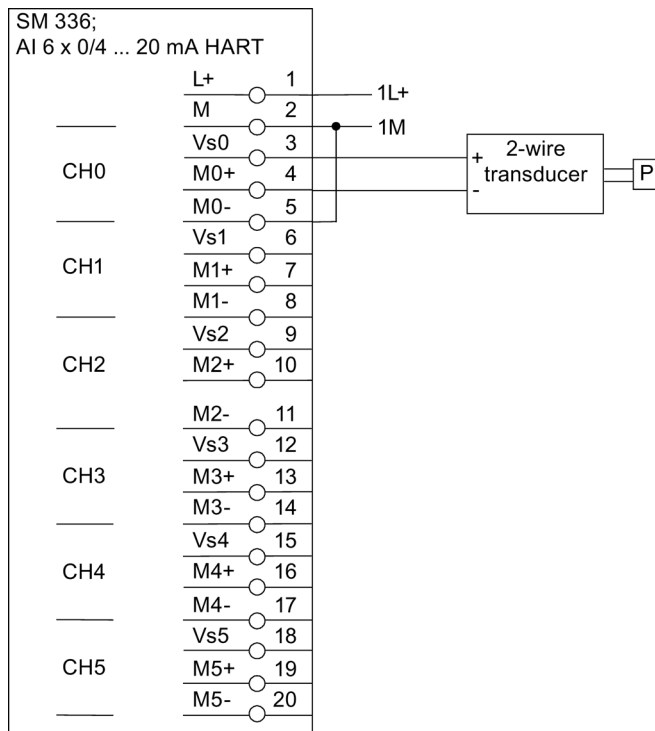 SM 336;
AI 6 x 0/4 ... 20 mA HART
L+ 1
1L+
M 2
1M
CH0
Vs0 3
M0+ 4
M0- 5
+ 2-wire
transducer
-
P
CH1
Vs1 6
M1+ 7
M1- 8
CH2
Vs2 9
M2+ 10
M2- 11
CH3
Vs3 12
M3+ 13
M3- 14
CH4
Vs4 15
M4+ 16
M4- 17
CH5
Vs5 18
M5+ 19
M5- 20